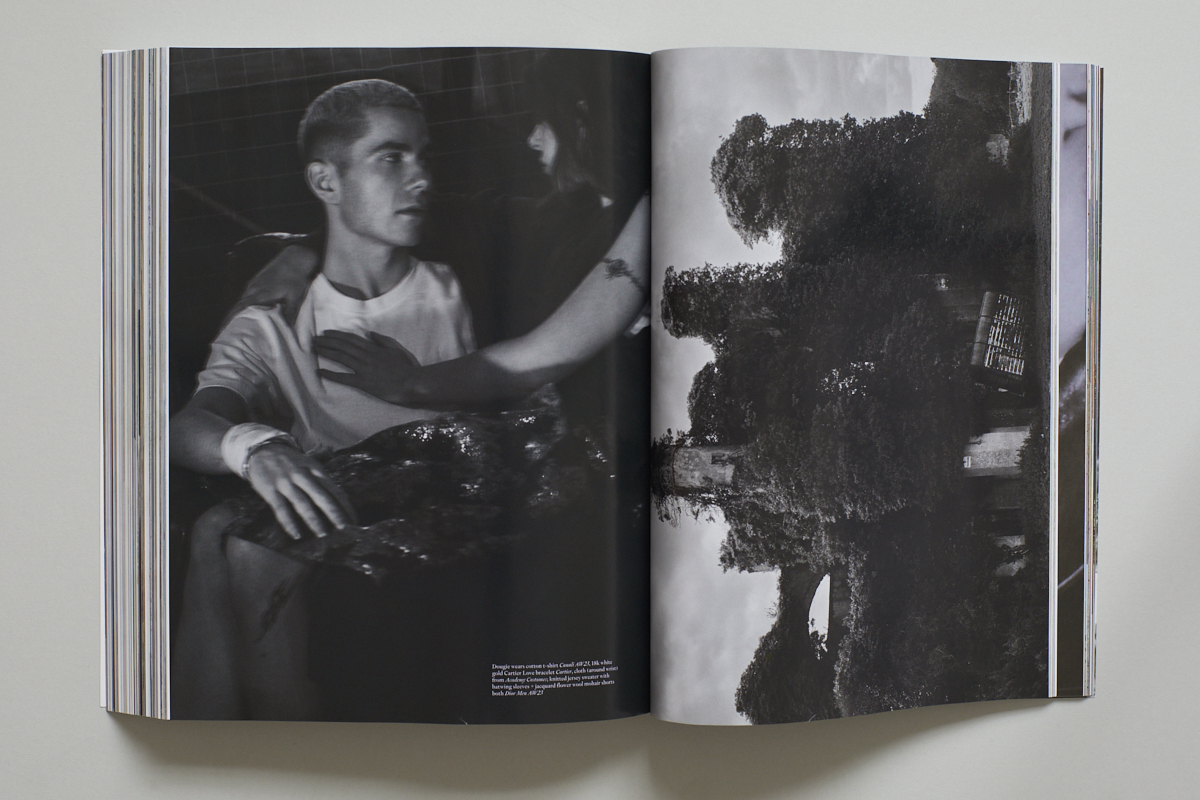 Dougie wears cotton t-shirt Canali AW23, 18k white
gold Cartier Love bracelet Cartier, cloth (around wrist)
from Academy Costumes; knitted jersey sweater with
batwing sleeves + jacquard flower wool mohair shorts
both Dior Men AW23